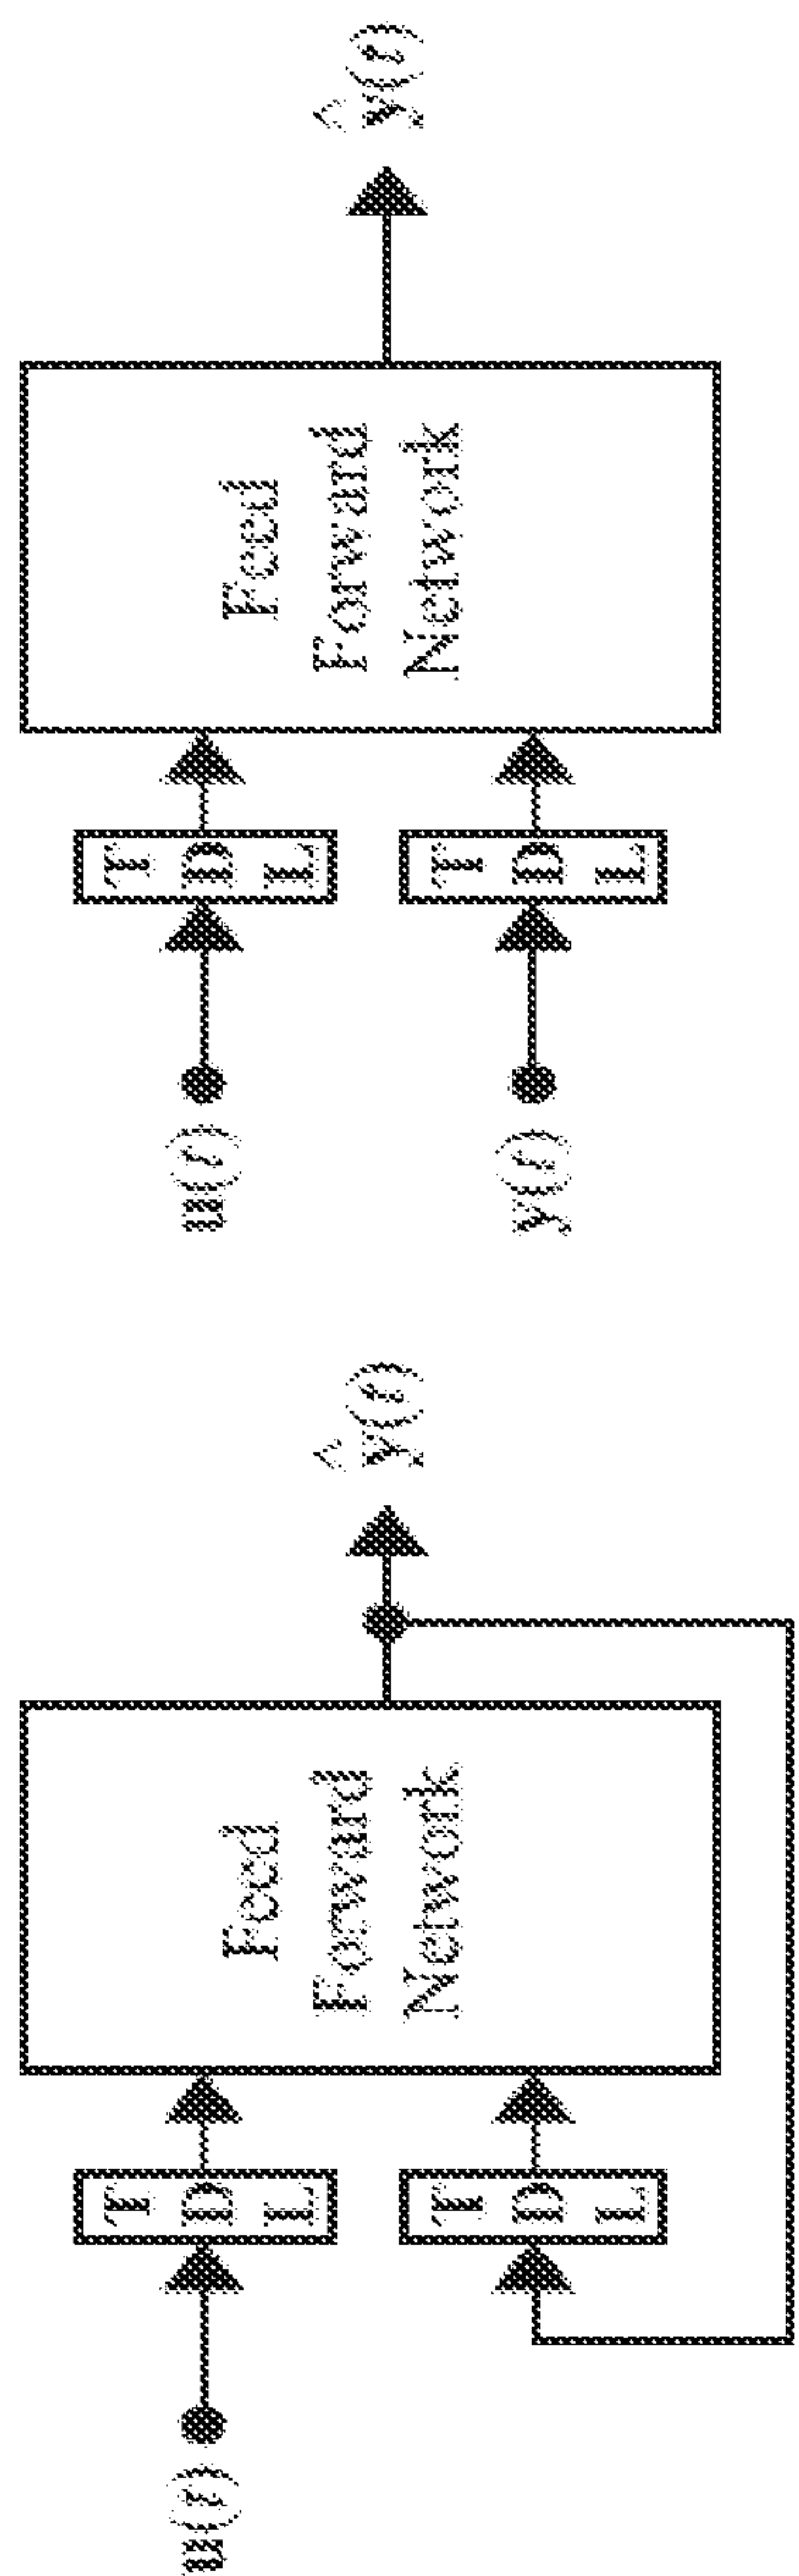 u(t)
T
D
L
T
D
L
Feed
Forward
Network
ŷ(t)
u(t)
y(t)
T
D
L
T
D
L
Feed
Forward
Network
ŷ(t)